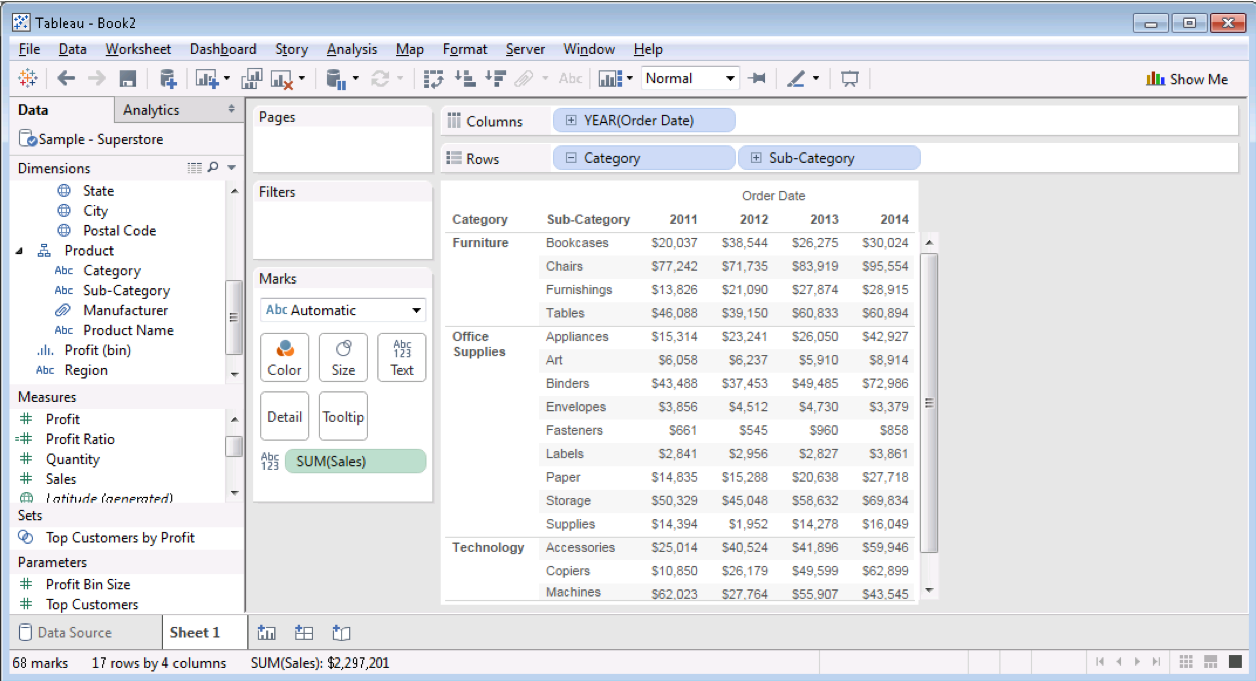 Tableau - Book2
File Data Worksheet Dashboard Story Analysis Map Format Server Window Help
Abc Normal Show Me
Data Analytics
Sample - Superstore
Dimensions
State
City
Postal Code
Product
Abc Category
Abc Sub-Category
Manufacturer
Abc Product Name
Profit (bin)
Abc Region
Measures
# Profit
=# Profit Ratio
# Quantity
# Sales
Latitude (generated)
Sets
Top Customers by Profit
Parameters
# Profit Bin Size
# Top Customers
Pages
Filters
Marks
Abc Automatic
Color Size Abc 123 Text
Detail Tooltip
Abc 123 SUM(Sales)
Columns YEAR(Order Date)
Rows Category Sub-Category
Order Date
Category Sub-Category 2011 2012 2013 2014
Furniture Bookcases $20,037 $38,544 $26,275 $30,024
Chairs $77,242 $71,735 $83,919 $95,554
Furnishings $13,826 $21,090 $27,874 $28,915
Tables $46,088 $39,150 $60,833 $60,894
Office Supplies Appliances $15,314 $23,241 $26,050 $42,927
Art $6,058 $6,237 $5,910 $8,914
Binders $43,488 $37,453 $49,485 $72,986
Envelopes $3,856 $4,512 $4,730 $3,379
Fasteners $661 $545 $960 $858
Labels $2,841 $2,956 $2,827 $3,861
Paper $14,835 $15,288 $20,638 $27,718
Storage $50,329 $45,048 $58,632 $69,834
Supplies $14,394 $1,952 $14,278 $16,049
Technology Accessories $25,014 $40,524 $41,896 $59,946
Copiers $10,850 $26,179 $49,599 $62,899
Machines $62,023 $27,764 $55,907 $43,545
Data Source Sheet 1
68 marks 17 rows by 4 columns SUM(Sales): $2,297,201